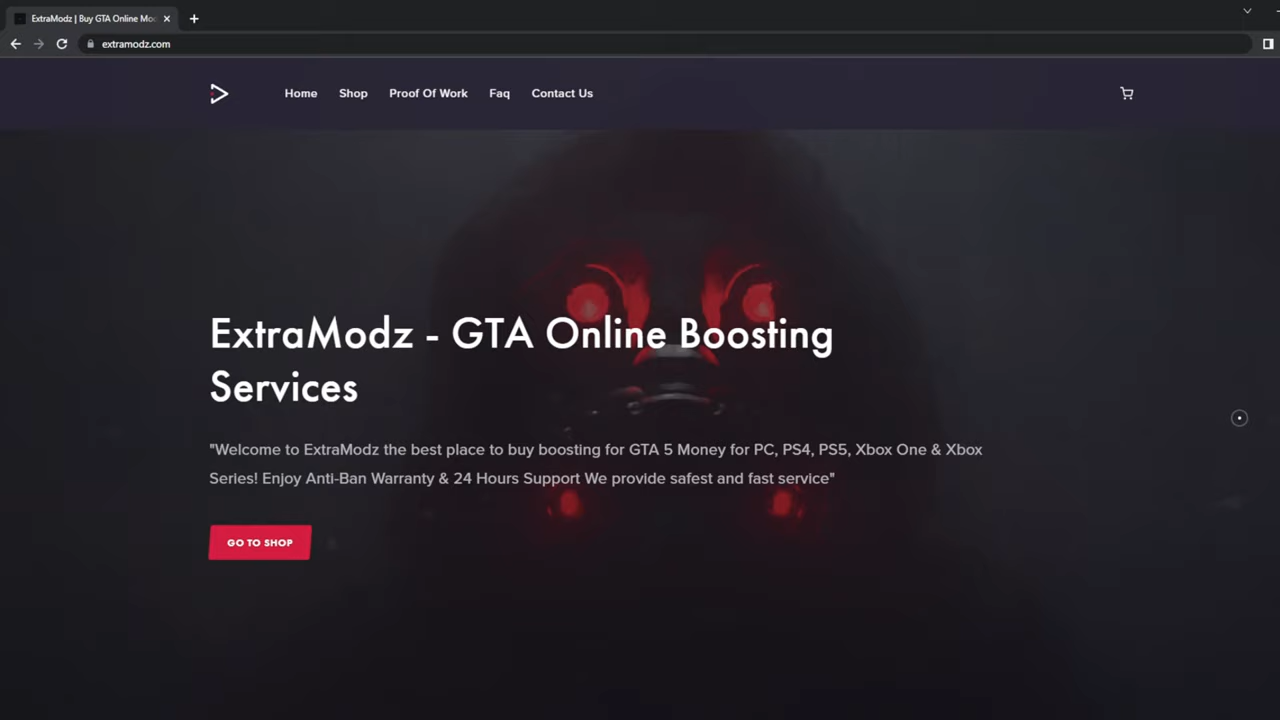 ExtraModz | Buy GTA Online Mo
extramodz.com
Home Shop Proof Of Work Faq Contact Us
ExtraModz - GTA Online Boosting
Services
"Welcome to ExtraModz the best place to buy boosting for GTA 5 Money for PC, PS4, PS5, Xbox One & Xbox
Series! Enjoy Anti-Ban Warranty & 24 Hours Support We provide safest and fast service"
GO TO SHOP